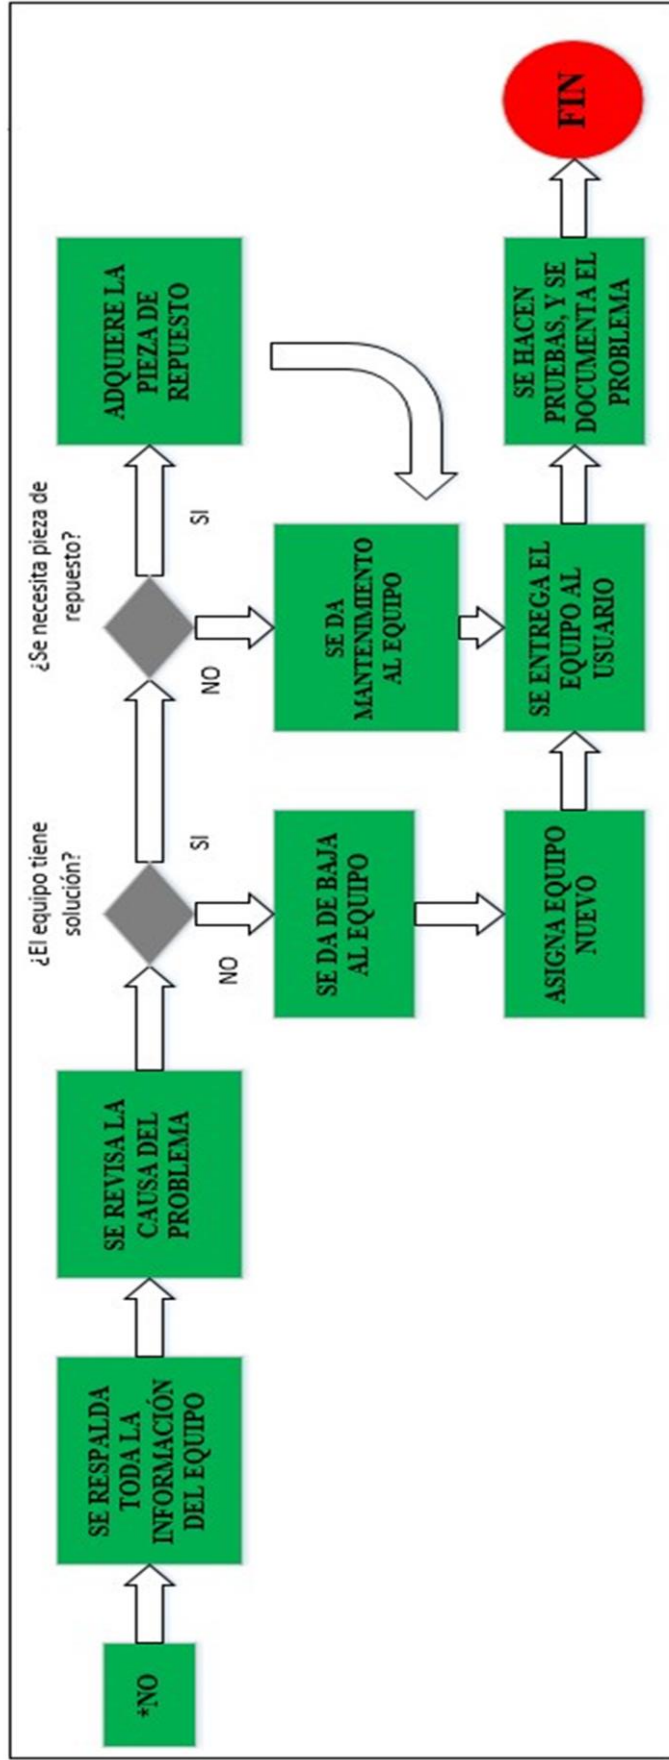 *NO
SE RESPALDA
TODA LA
INFORMACIÓN
DEL EQUIPO
SE REVISA LA
CAUSA DEL
PROBLEMA
¿El equipo tiene
solución?
SI
NO
¿Se necesita pieza de
repuesto?
SI
NO
ADQUIERE LA
PIEZA DE
REPUESTO
SE DA DE BAJA
AL EQUIPO
SE DA
MANTENIMIENTO
AL EQUIPO
ASIGNA EQUIPO
NUEVO
SE ENTREGA EL
EQUIPO AL
USUARIO
SE HACEN
PRUEBAS, Y SE
DOCUMENTA EL
PROBLEMA
FIN